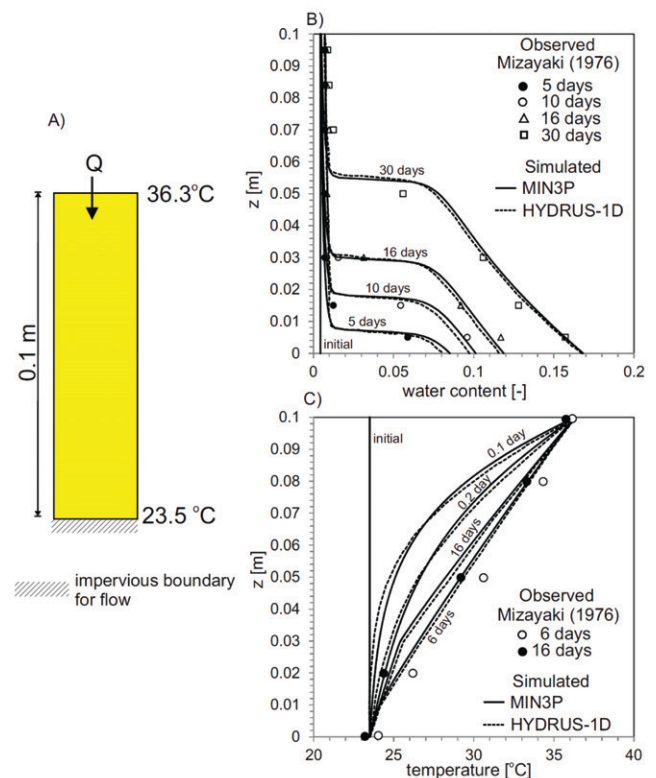 A)
Q
36.3°C
0.1 m
23.5 °C
impervious boundary
for flow
B)
0.1
0.09
0.08
0.07
0.06
0.05
0.04
0.03
0.02
0.01
0
z [m]
Observed
Mizayaki (1976)
5 days
10 days
16 days
30 days
Simulated
MIN3P
HYDRUS-1D
30 days
16 days
10 days
5 days
initial
0
0.05
0.1
0.15
0.2
water content [-]
C)
0.1
0.09
0.08
0.07
0.06
0.05
0.04
0.03
0.02
0.01
0
z [m]
initial
0.1 day
0.2 day
16 days
6 days
Observed
Mizayaki (1976)
6 days
16 days
Simulated
MIN3P
HYDRUS-1D
20
25
30
35
40
temperature [°C]